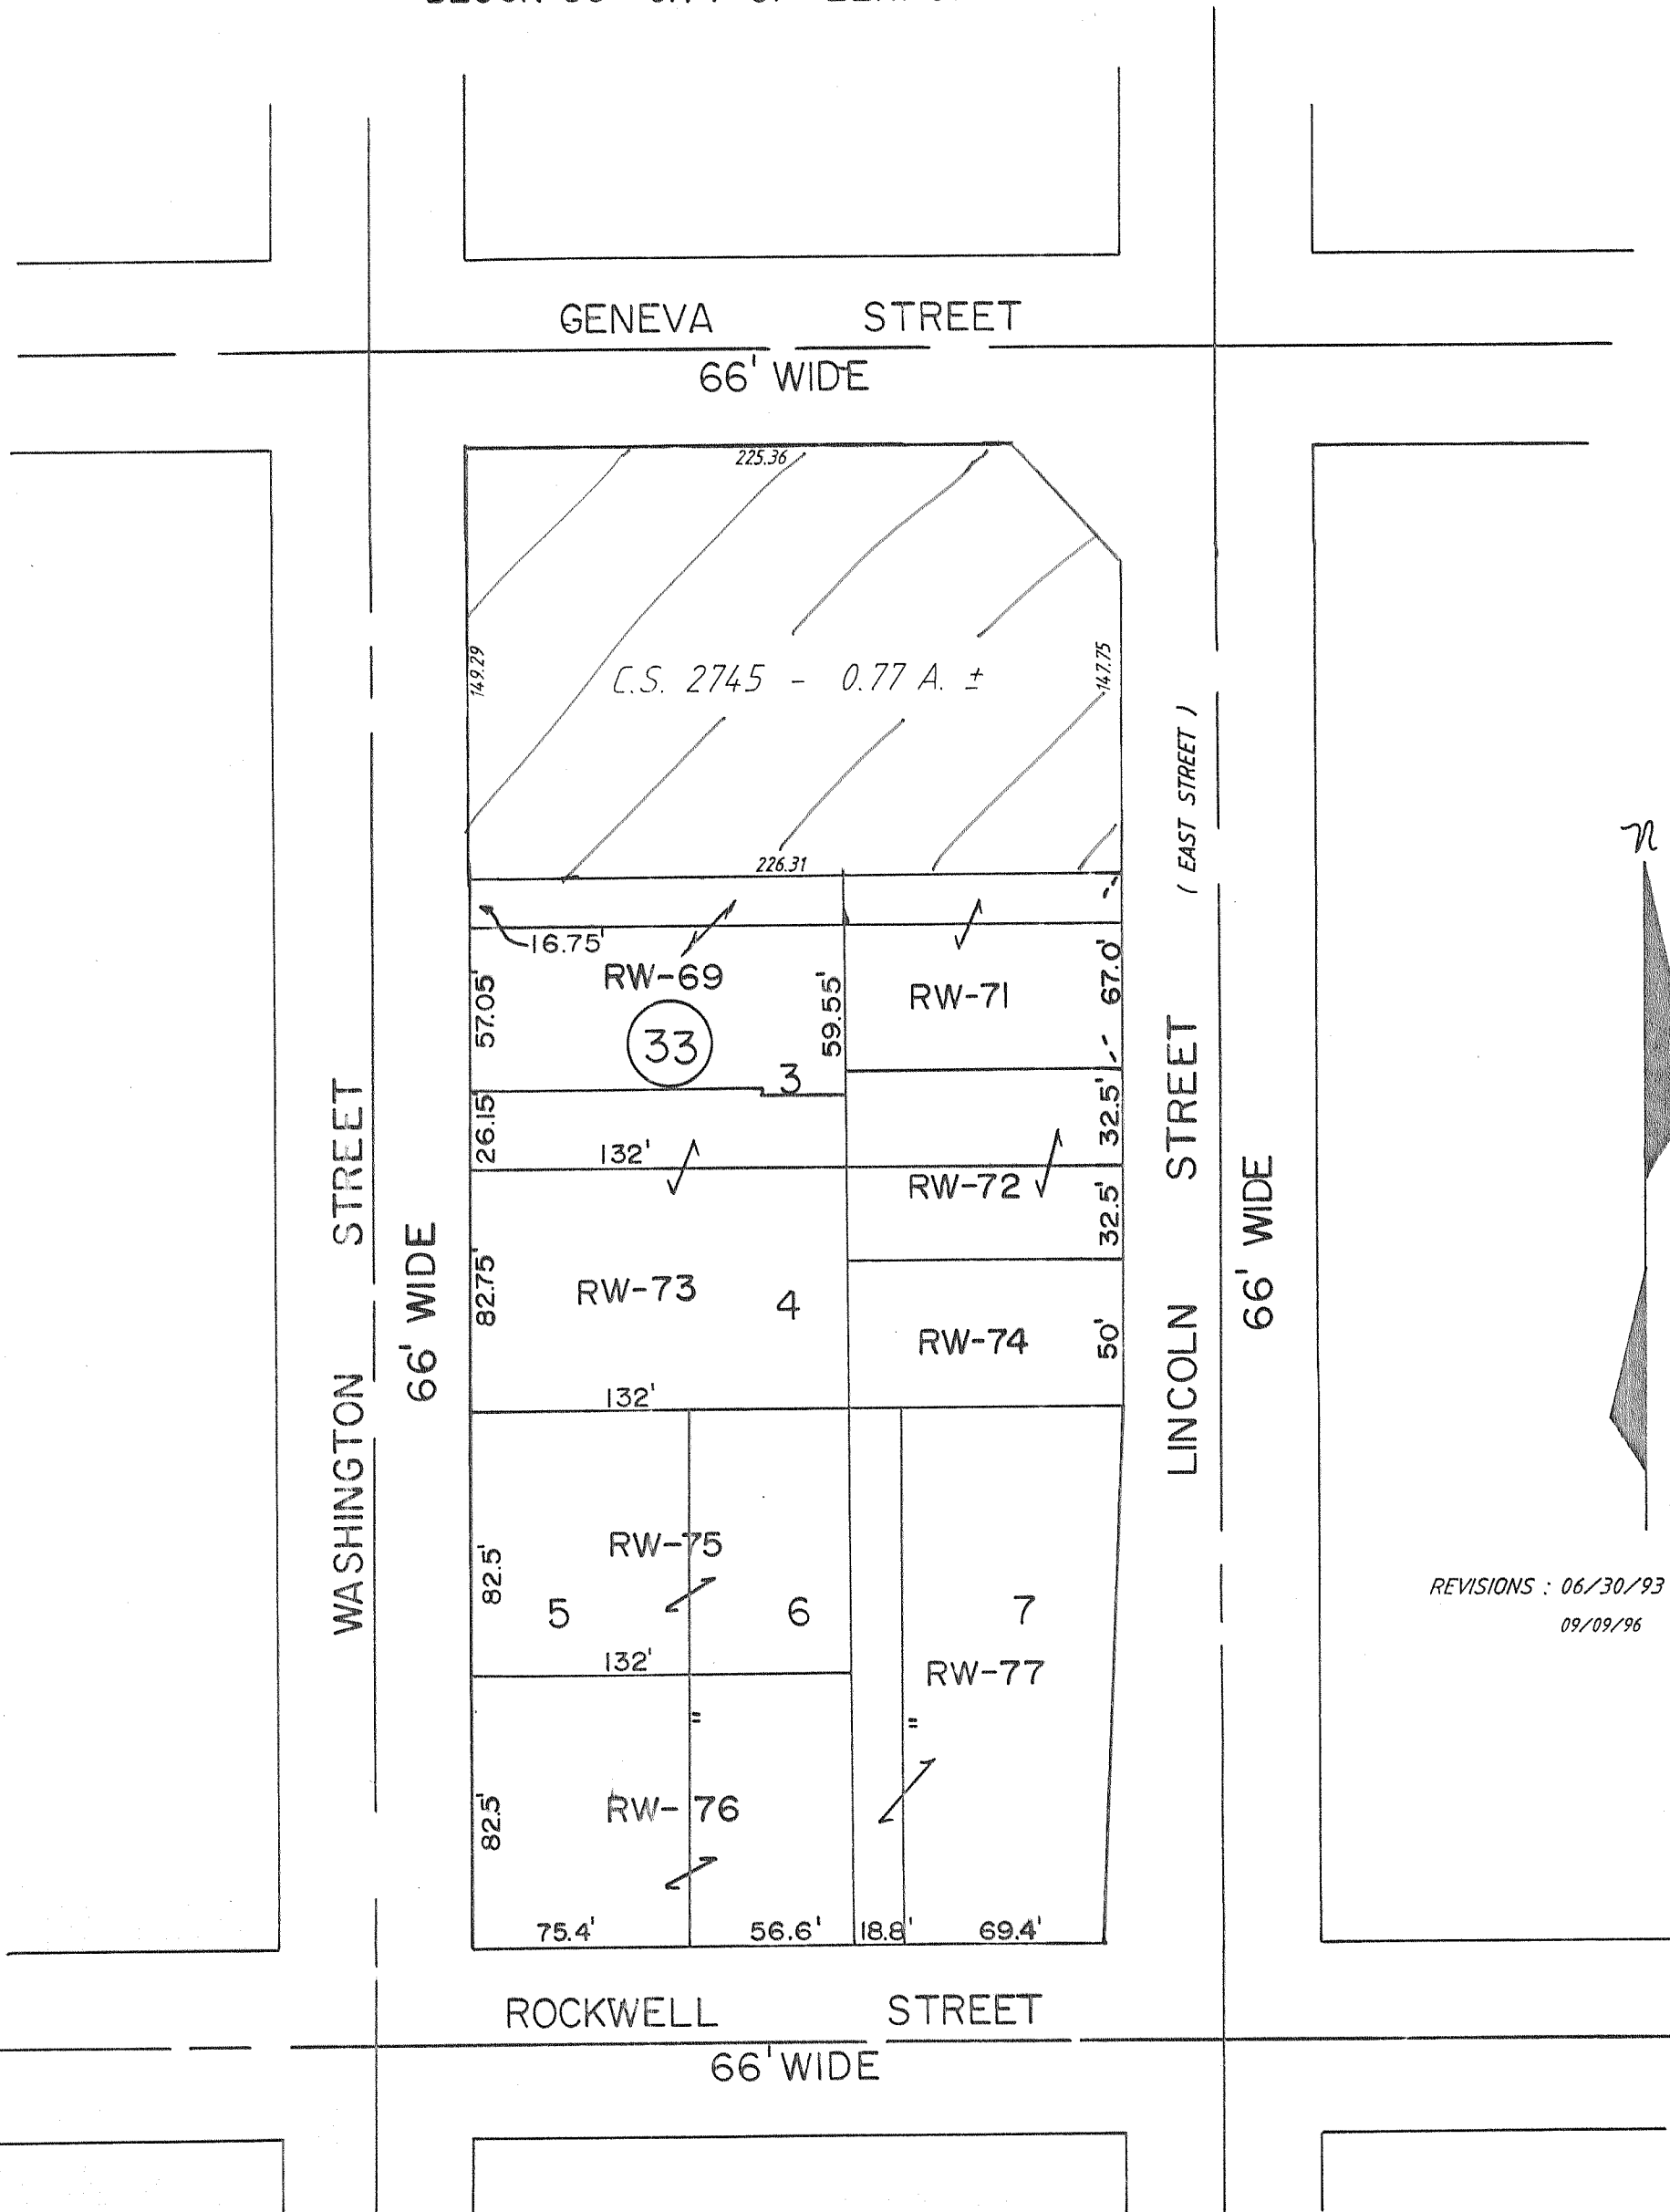 GENEVA STREET
66' WIDE
225.36
149.29
C.S. 2745 - 0.77 A. ±
147.75
( EAST STREET )
226.31
n
16.75'
RW-69
57.05'
33
59.55'
3
RW-71
67.0'
26.15'
132'
32.5'
RW-72
32.5'
82.75'
RW-73
4
RW-74
50'
132'
WASHINGTON STREET
66' WIDE
LINCOLN STREET
66' WIDE
82.5'
RW-75
5
6
7
132'
RW-77
REVISIONS : 06/30/93
09/09/96
82.5'
RW-76
75.4'
56.6'
18.8'
69.4'
ROCKWELL STREET
66' WIDE